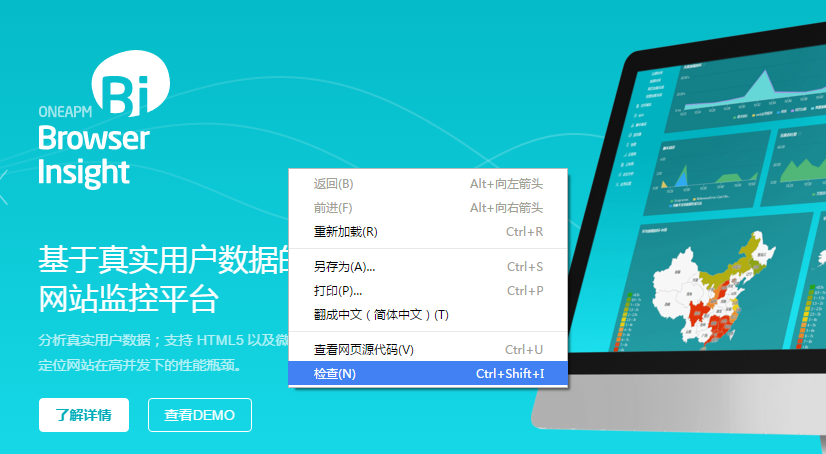 ONEAPM
Bi
Browser
Insight
基于真实用户数据的
网站监控平台
分析真实用户数据；支持 HTML5 以及微
定位网站在高并发下的性能瓶颈。
了解详情
查看DEMO
返回(B) Alt+向左箭头
前进(F) Alt+向右箭头
重新加载(R) Ctrl+R
另存为(A)... Ctrl+S
打印(P)... Ctrl+P
翻成中文（简体中文）(T)
查看网页源代码(V) Ctrl+U
检查(N) Ctrl+Shift+I